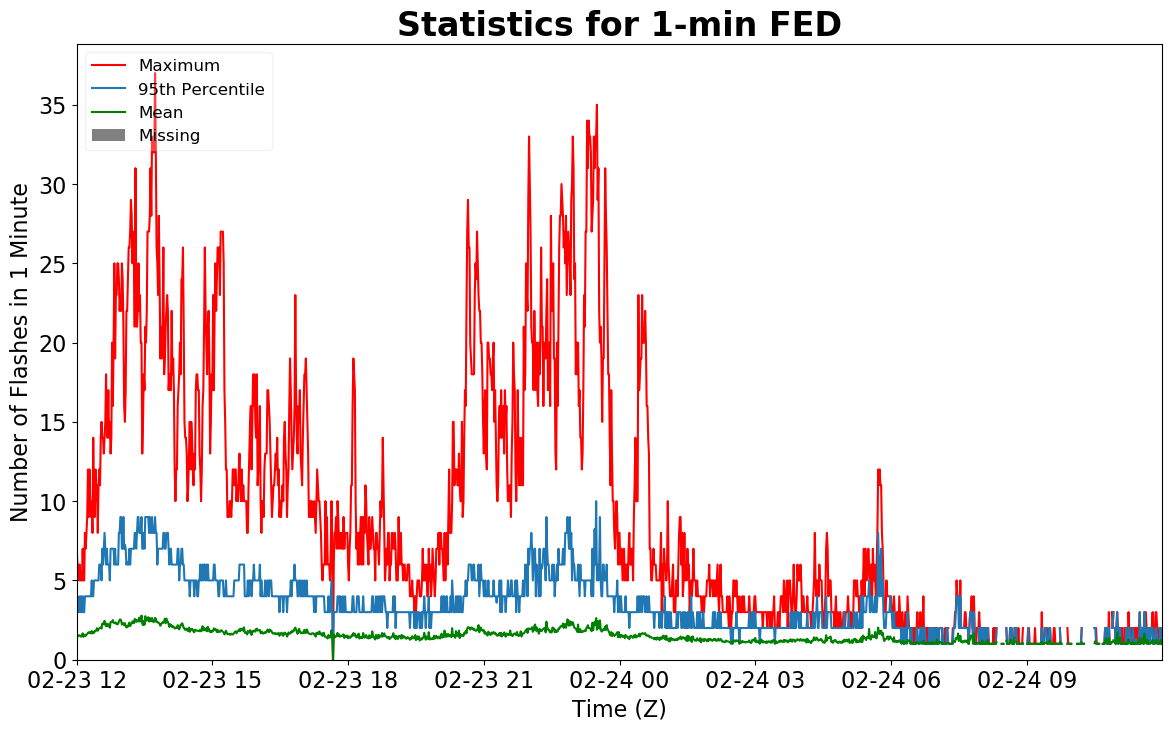 Statistics for 1-min FED
Maximum
95th Percentile
Mean
Missing
Number of Flashes in 1 Minute
35
30
25
20
15
10
5
0
02-23 12
02-23 15
02-23 18
02-23 21
02-24 00
02-24 03
02-24 06
02-24 09
Time (Z)